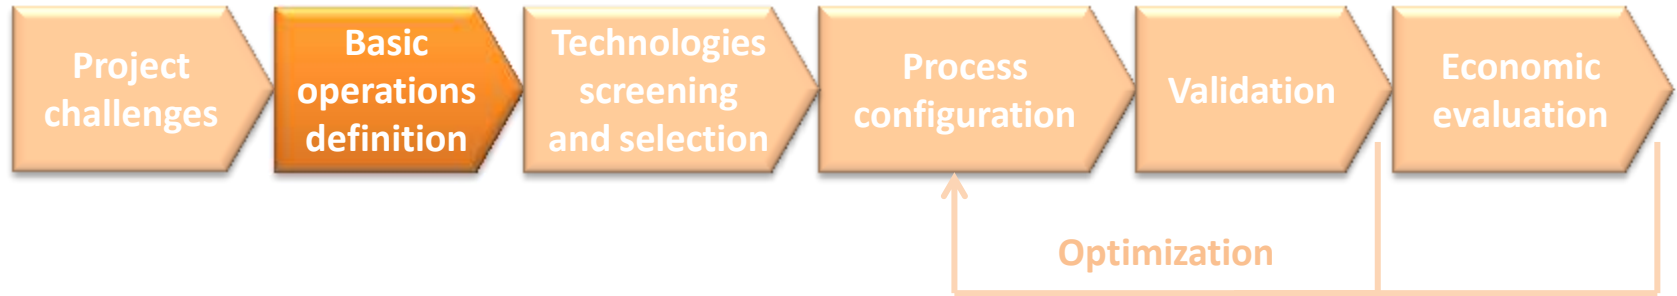 Project
challenges
Basic
operations
definition
Technologies
screening
and selection
Process
configuration
Validation
Economic
evaluation
Optimization